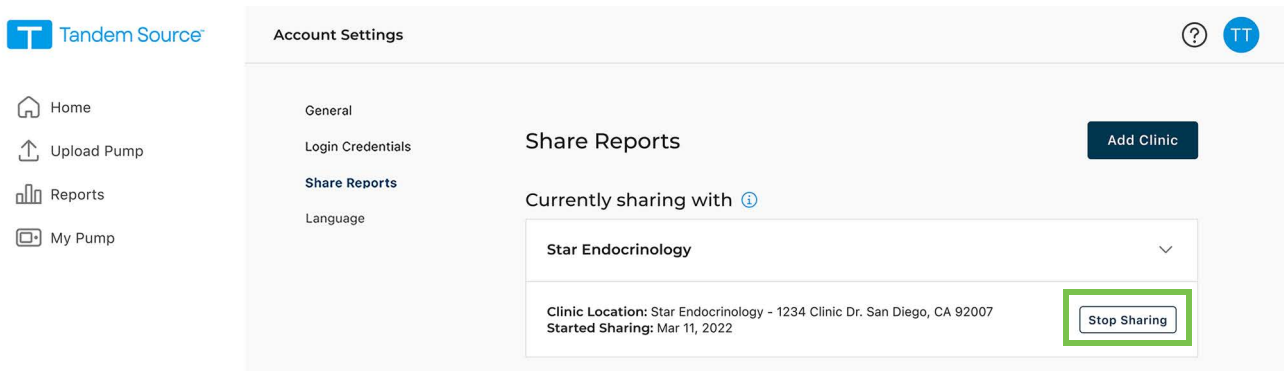 Tandem Source™
Home
Upload Pump
Reports
My Pump
Account Settings
?
TT
General
Login Credentials
Share Reports
Language
Share Reports
Add Clinic
Currently sharing with
Star Endocrinology
Clinic Location: Star Endocrinology - 1234 Clinic Dr. San Diego, CA 92007
Started Sharing: Mar 11, 2022
Stop Sharing